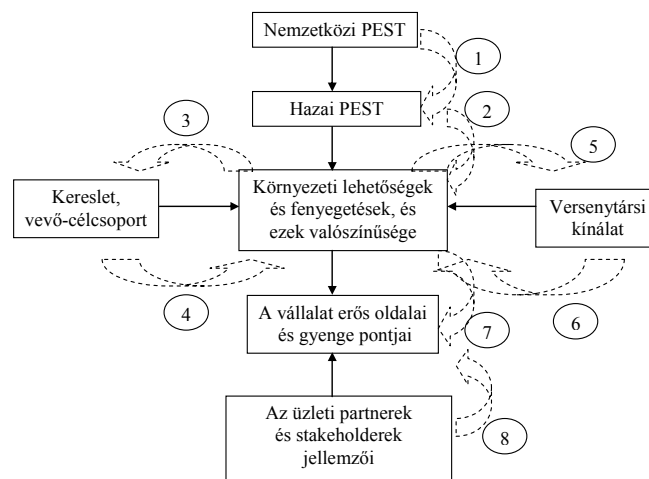 Nemzetközi PEST
1
Hazai PEST
2
3
5
Kereslet,
vevő-célcsoport
Környezeti lehetőségek
és fenyegetések, és
ezek valószínűsége
Versenytársi
kínálat
4
6
A vállalat erős oldalai
és gyenge pontjai
7
Az üzleti partnerek
és stakeholderek
jellemzői
8